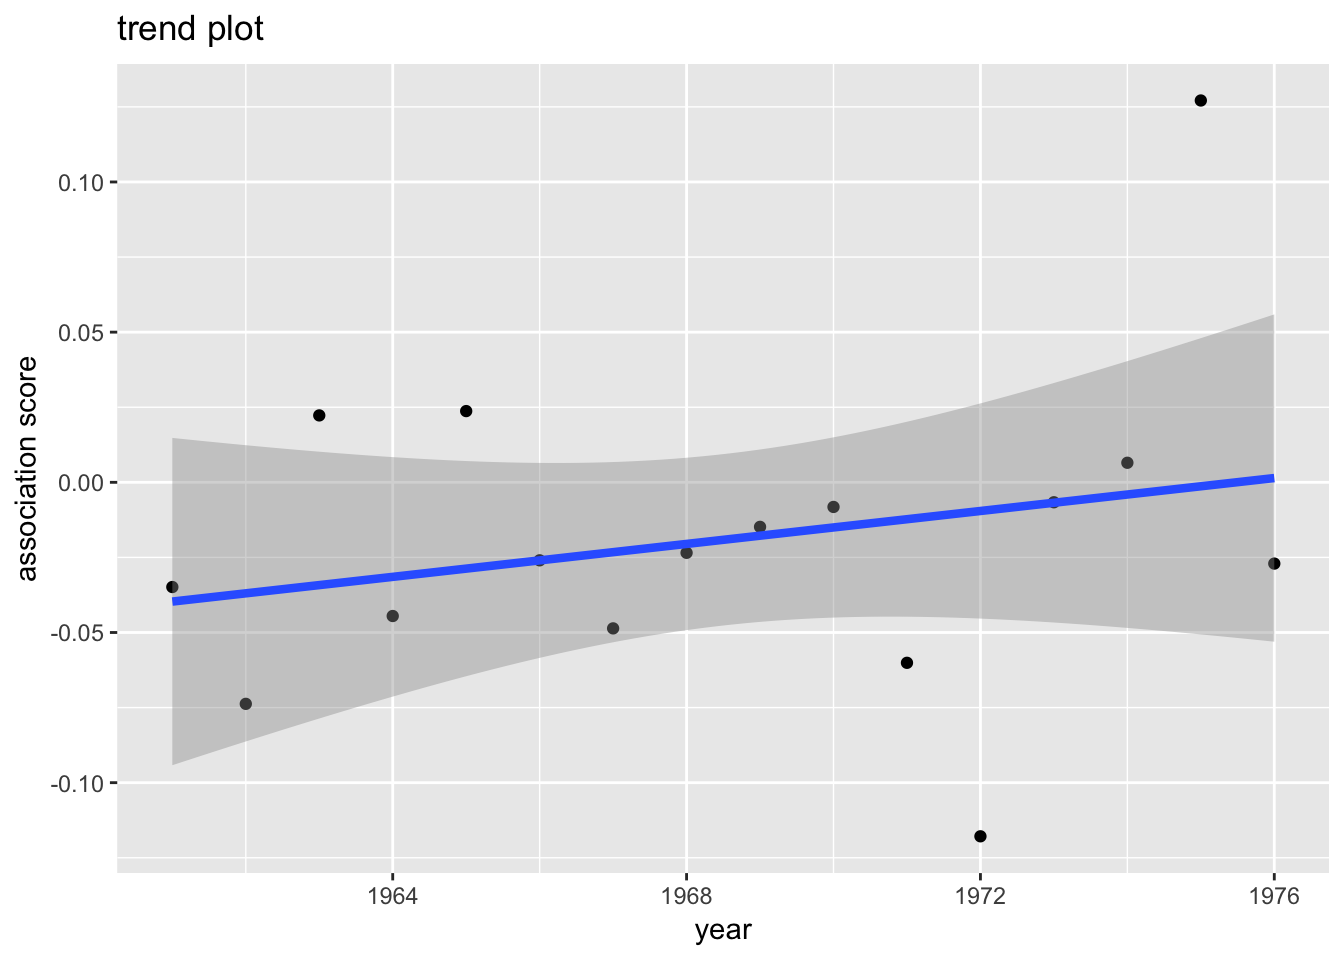 trend plot
association score
0.10
0.05
0.00
-0.05
-0.10
1964 1968 1972 1976
year